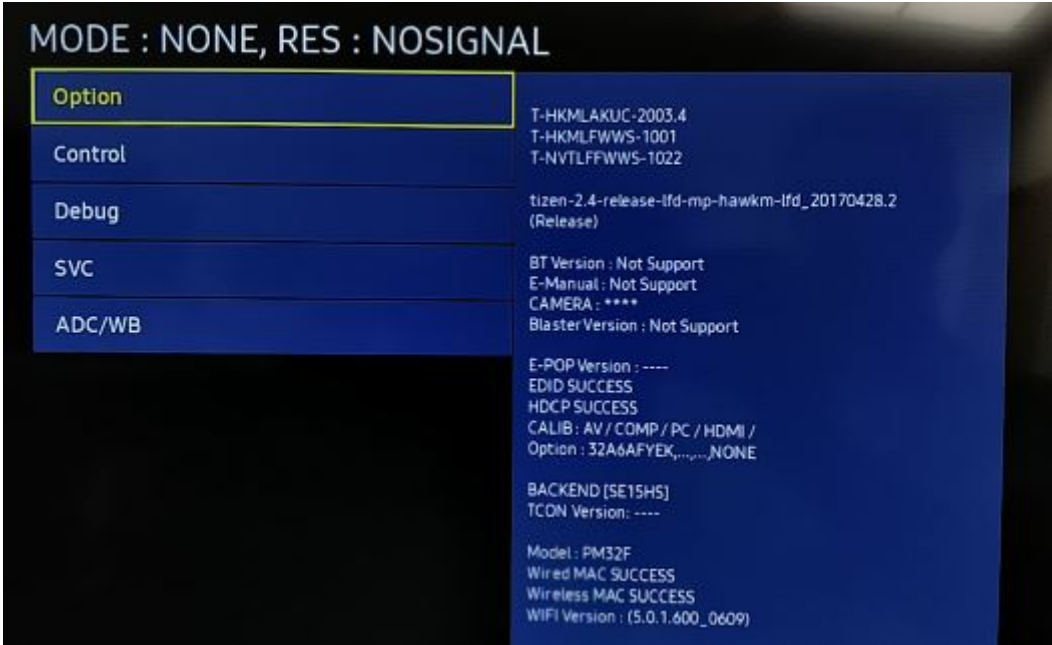 MODE : NONE, RES : NOSIGNAL
Option
Control
Debug
SVC
ADC/WB
T-HKMLAKUC-2003.4
T-HKMLFWWS-1001
T-NVTLFFWWS-1022
tizen-2.4-release-lfd-mp-hawkm-lfd_20170428.2
(Release)
BT Version : Not Support
E-Manual : Not Support
CAMERA : ****
Blaster Version : Not Support
E-POP Version : ----
EDID SUCCESS
HDCP SUCCESS
CALIB : AV / COMP / PC / HDMI /
Option : 32A6AFYEK,...,...,NONE
BACKEND [SE15HS]
TCON Version: ----
Model : PM32F
Wired MAC SUCCESS
Wireless MAC SUCCESS
WIFI Version : (5.0.1.600_0609)